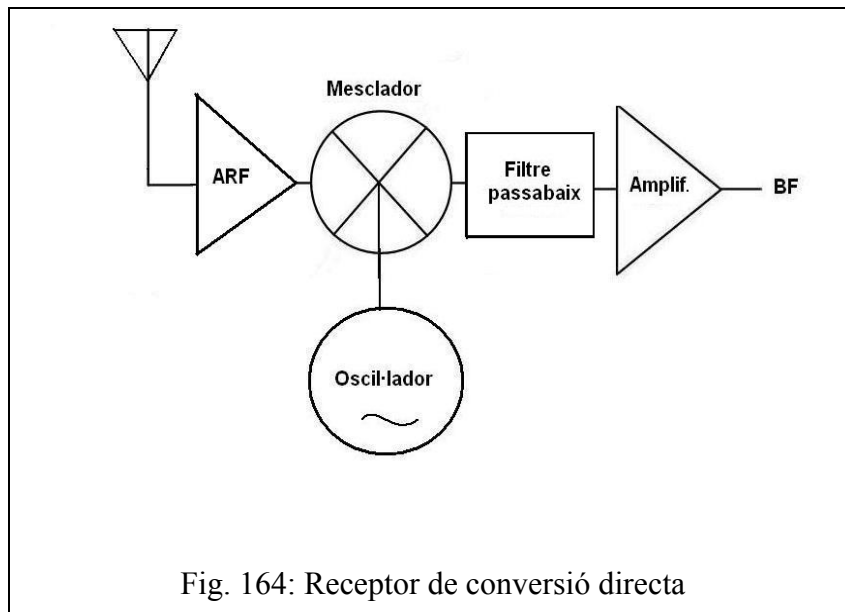 Mesclador
ARF
Filtre
passabaix
Amplif.
BF
Oscil·lador
Fig. 164: Receptor de conversió directa